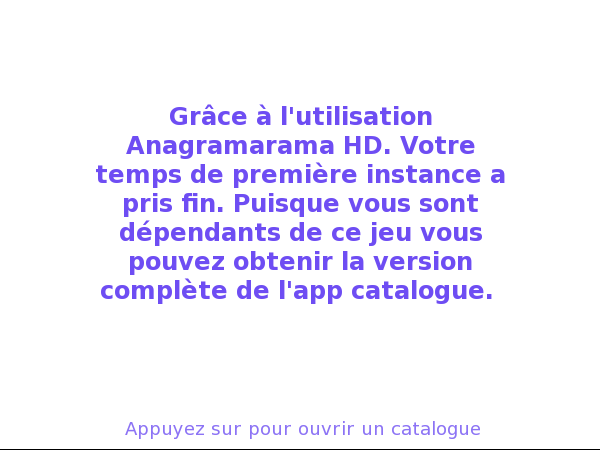 Grâce à l'utilisation
Anagramarama HD. Votre
temps de première instance a
pris fin. Puisque vous sont
dépendants de ce jeu vous
pouvez obtenir la version
complète de l'app catalogue.
Appuyez sur pour ouvrir un catalogue